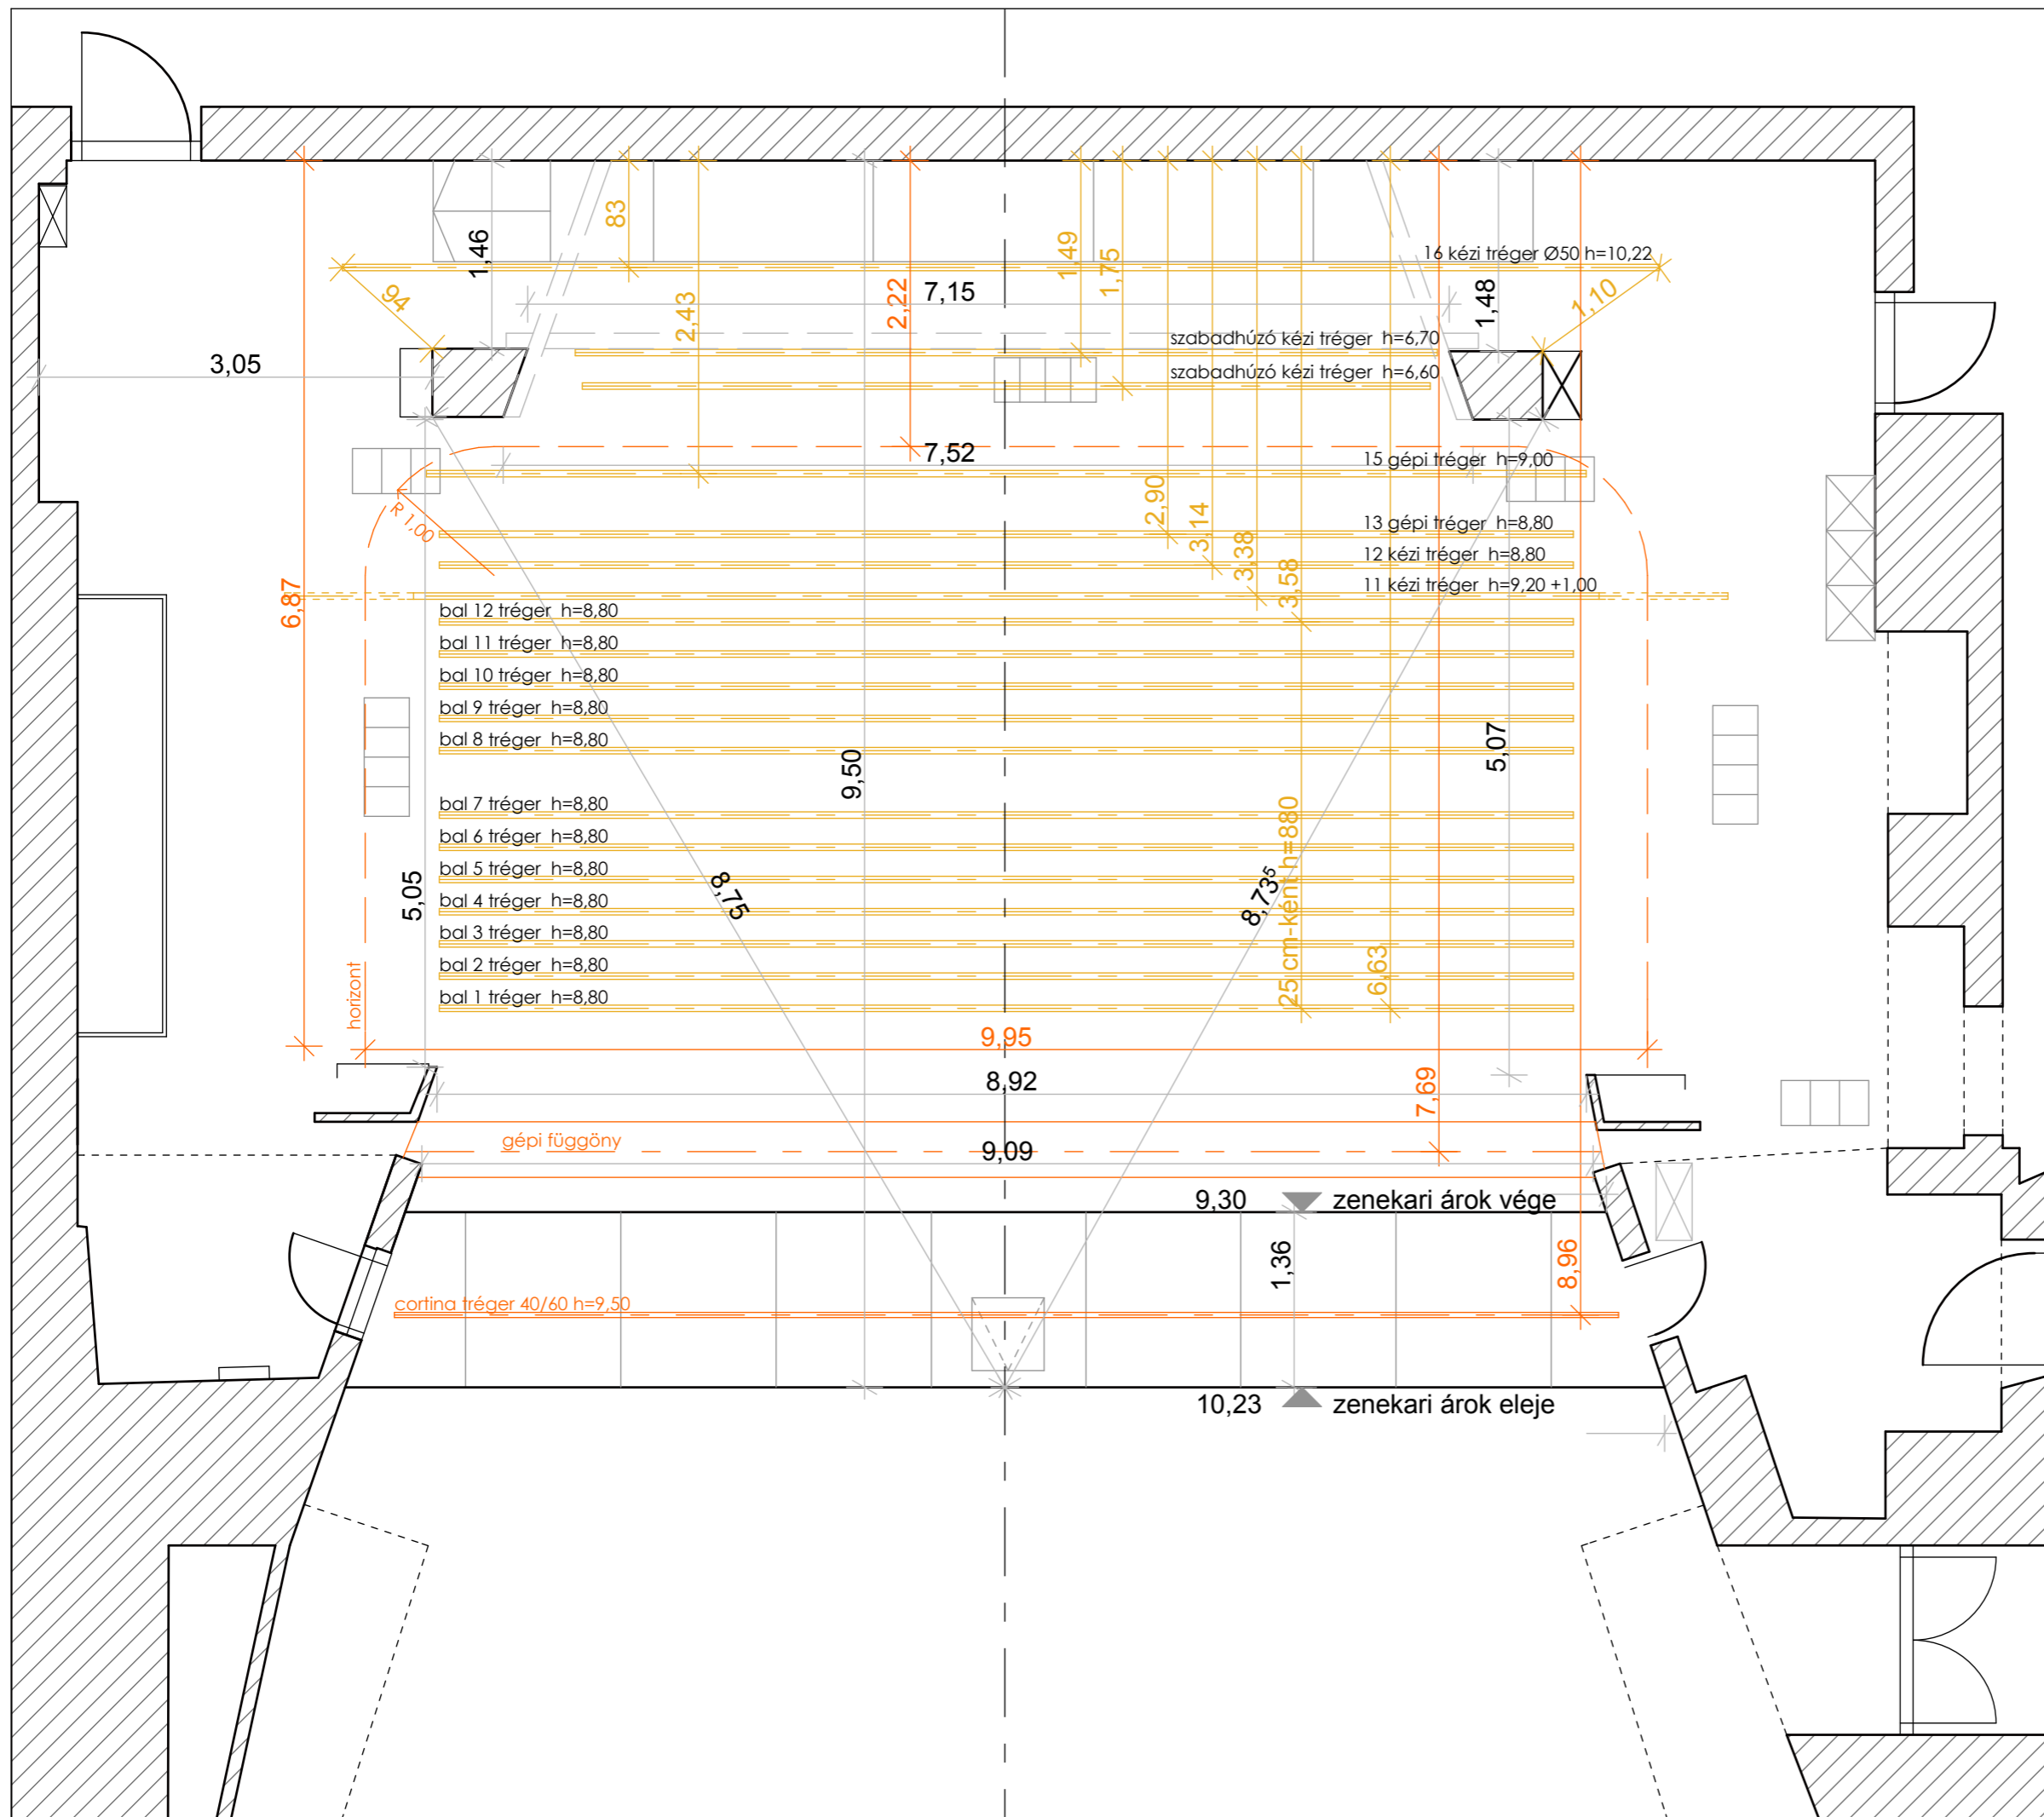 83
1,46
94
3,05
7,15
2,43
2,22
1,49
1,75
16 kézi tréger Ø50 h=10,22
1,48
1,10
szabadhúzó kézi tréger h=6,70
szabadhúzó kézi tréger h=6,60
7,52
15 gépi tréger h=9,00
R 1,00
2,90
3,14
3,38
3,58
13 gépi tréger h=8,80
12 kézi tréger h=8,80
11 kézi tréger h=9,20 +1,00
6,87
bal 12 tréger h=8,80
bal 11 tréger h=8,80
bal 10 tréger h=8,80
bal 9 tréger h=8,80
bal 8 tréger h=8,80
9,50
5,07
bal 7 tréger h=8,80
bal 6 tréger h=8,80
bal 5 tréger h=8,80
bal 4 tréger h=8,80
bal 3 tréger h=8,80
bal 2 tréger h=8,80
bal 1 tréger h=8,80
5,05
8,75
8,73⁵
25 cm-ként h=880
6,63
horizont
9,95
8,92
7,69
gépi függöny
9,09
9,30
zenekari árok vége
1,36
8,96
cortina tréger 40/60 h=9,50
10,23
zenekari árok eleje